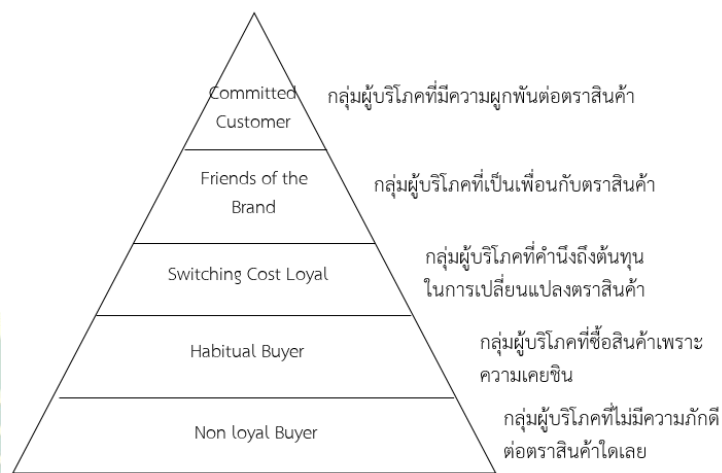 Committed
Customer
กลุ่มผู้บริโภคที่มีความผูกพันต่อตราสินค้า
Friends of the
Brand
กลุ่มผู้บริโภคที่เป็นเพื่อนกับตราสินค้า
Switching Cost Loyal
กลุ่มผู้บริโภคที่คำนึงถึงต้นทุน
ในการเปลี่ยนแปลงตราสินค้า
Habitual Buyer
กลุ่มผู้บริโภคที่ซื้อสินค้าเพราะ
ความเคยชิน
Non loyal Buyer
กลุ่มผู้บริโภคที่ไม่มีความภักดี
ต่อตราสินค้าใดเลย